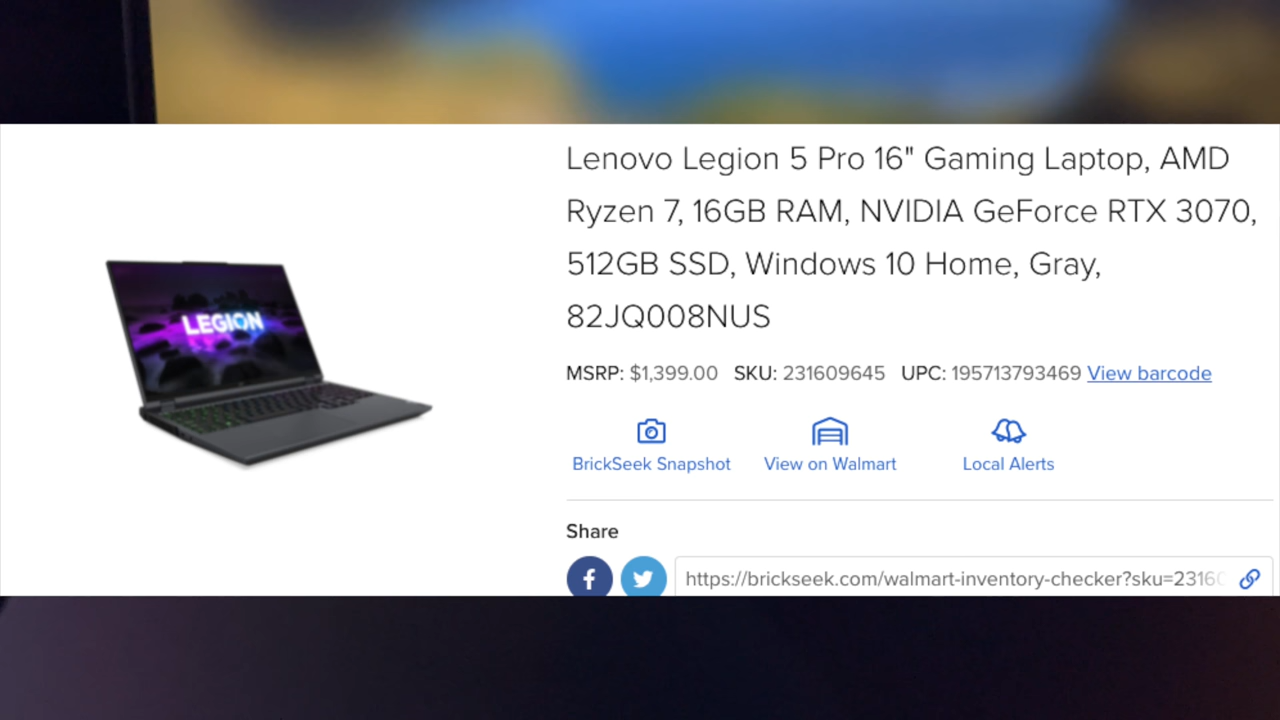 Lenovo Legion 5 Pro 16" Gaming Laptop, AMD
Ryzen 7, 16GB RAM, NVIDIA GeForce RTX 3070,
512GB SSD, Windows 10 Home, Gray,
82JQ008NUS
MSRP: $1,399.00 SKU: 231609645 UPC: 195713793469 View barcode
BrickSeek Snapshot View on Walmart Local Alerts
Share
https://brickseek.com/walmart-inventory-checker?sku=2316
LEGION